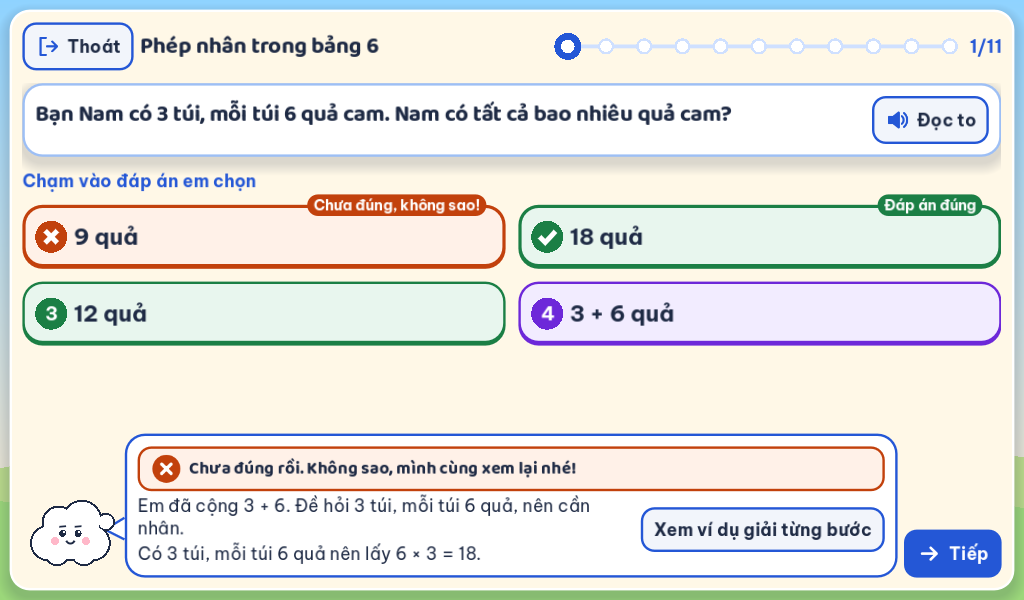 Thoát
Phép nhân trong bảng 6
1/11
Bạn Nam có 3 túi, mỗi túi 6 quả cam. Nam có tất cả bao nhiêu quả cam?
Đọc to
Chạm vào đáp án em chọn
Chưa đúng, không sao!
9 quả
Đáp án đúng
18 quả
3 12 quả
4 3 + 6 quả
Chưa đúng rồi. Không sao, mình cùng xem lại nhé!
Em đã cộng 3 + 6. Đề hỏi 3 túi, mỗi túi 6 quả, nên cần
nhân.
Có 3 túi, mỗi túi 6 quả nên lấy 6 × 3 = 18.
Xem ví dụ giải từng bước
Tiếp